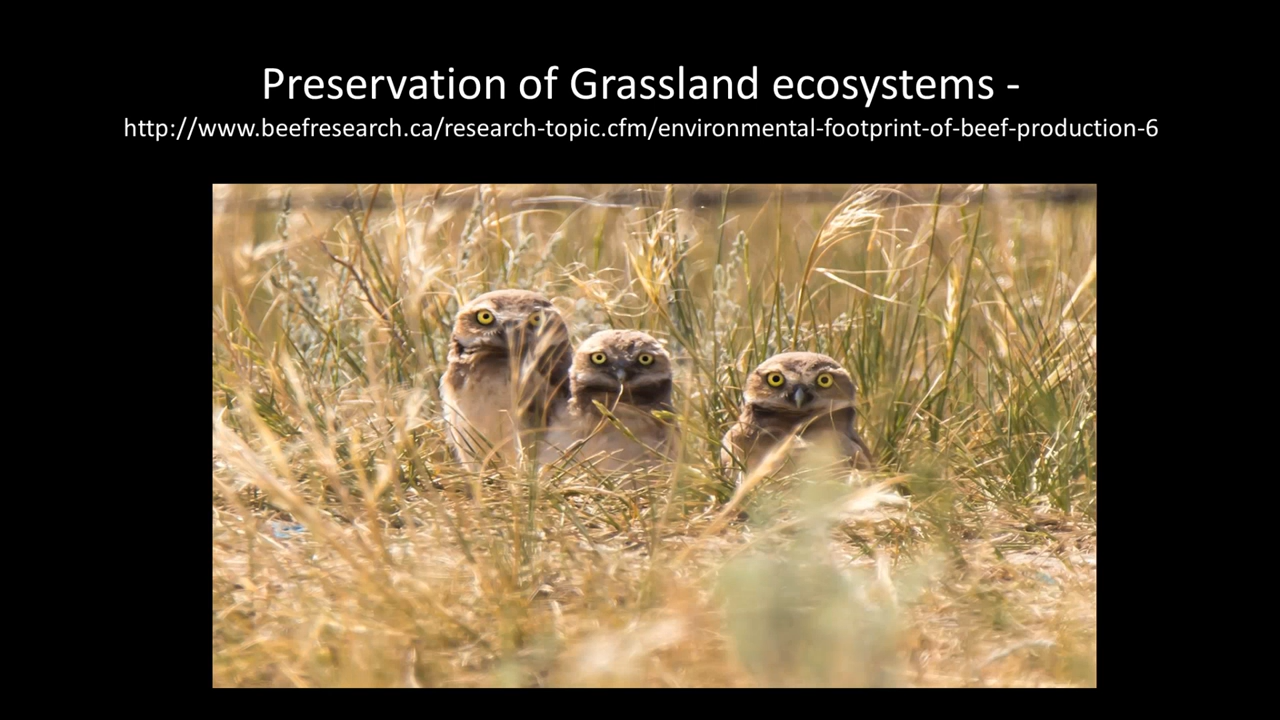 Preservation of Grassland ecosystems -
http://www.beefresearch.ca/research-topic.cfm/environmental-footprint-of-beef-production-6